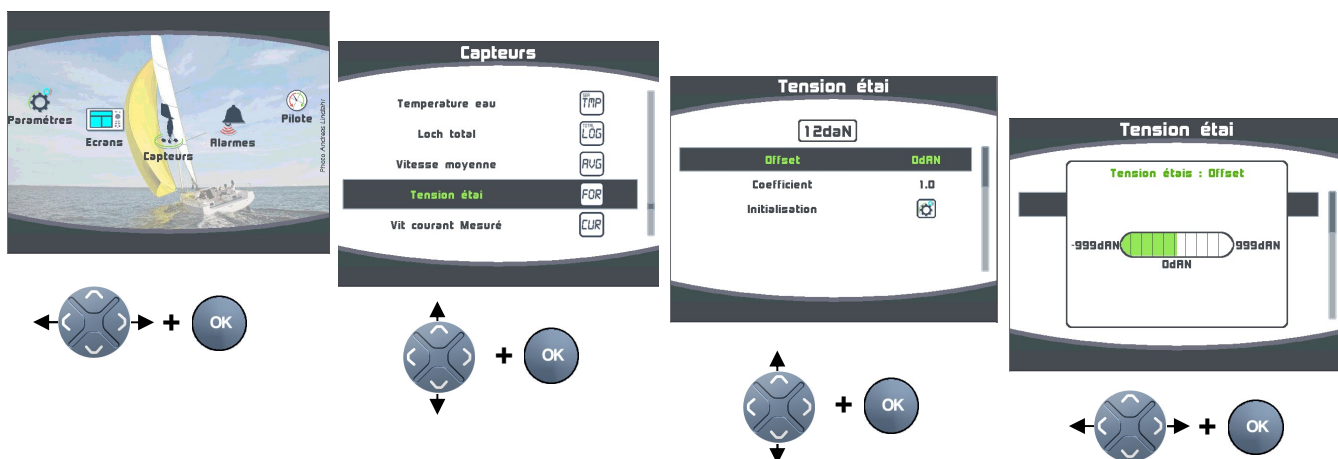 Paramétres
Ecrans
Capteurs
Alarmes
Pilote
Photo Andreas Lindlahr
OK
Capteurs
Temperature eau
TMP
Loch total
TOTAL
LOG
Vitesse moyenne
AVG
Tension étai
FOR
Vit courant Mesuré
CUR
+
OK
Tension étai
12daN
Offset 0dAN
Coefficient 1.0
Initialisation
+
OK
Tension étai
Tension étais : Offset
-999dAN 999dAN
0dAN
+
OK